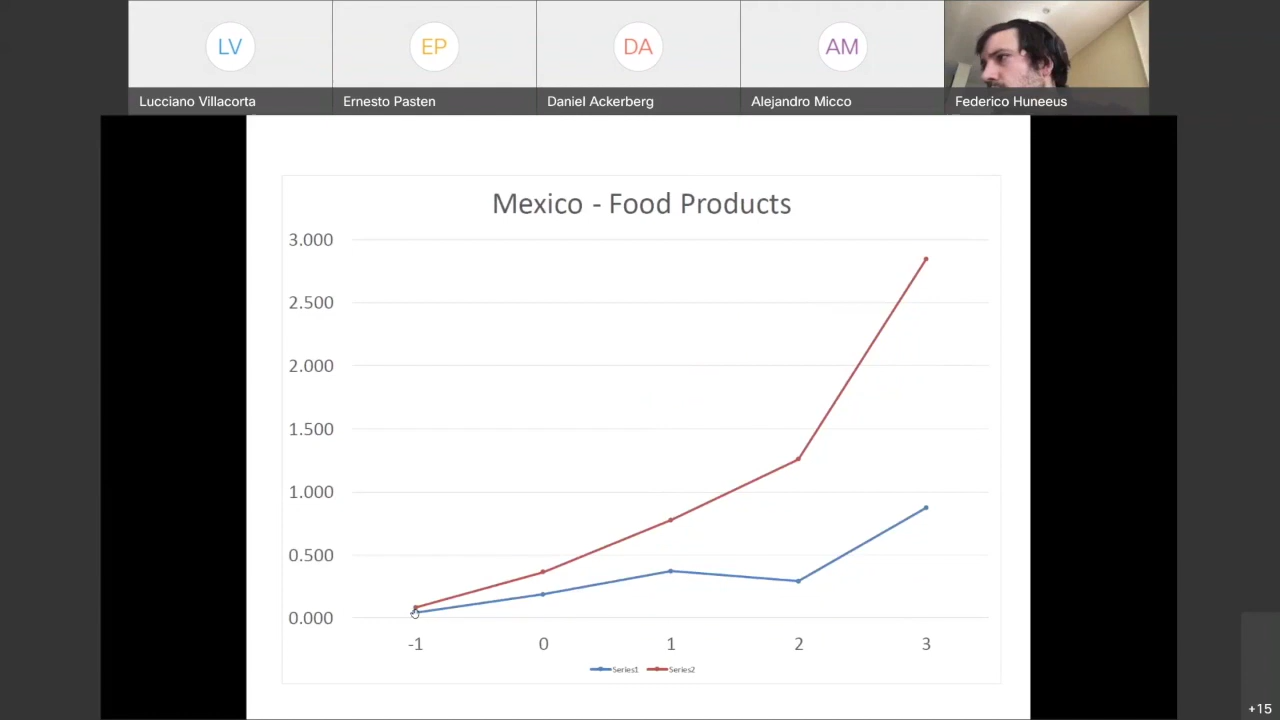 LV
EP
DA
AM
Lucciano Villacorta
Ernesto Pasten
Daniel Ackerberg
Alejandro Micco
Federico Huneeus
Mexico - Food Products
3.000
2.500
2.000
1.500
1.000
0.500
0.000
-1 0 1 2 3
Series1 Series2
+15